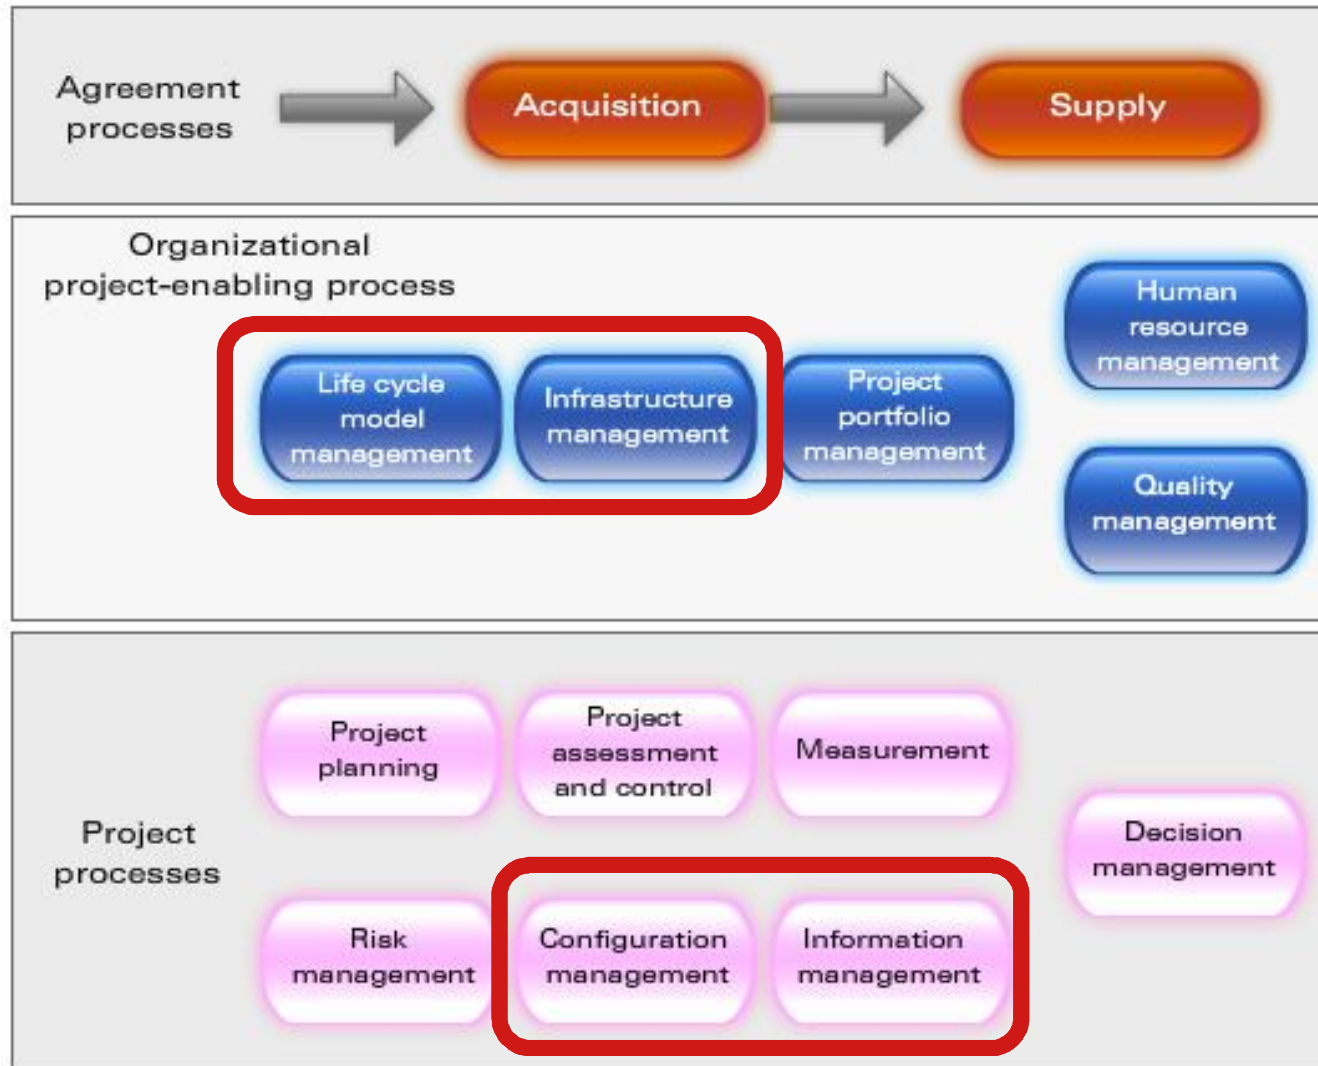 Agreement
processes
Acquisition
Supply
Organizational
project-enabling process
Life cycle
model
management
Infrastructure
management
Project
portfolio
management
Human
resource
management
Quality
management
Project
processes
Project
planning
Project
assessment
and control
Measurement
Decision
management
Risk
management
Configuration
management
Information
management